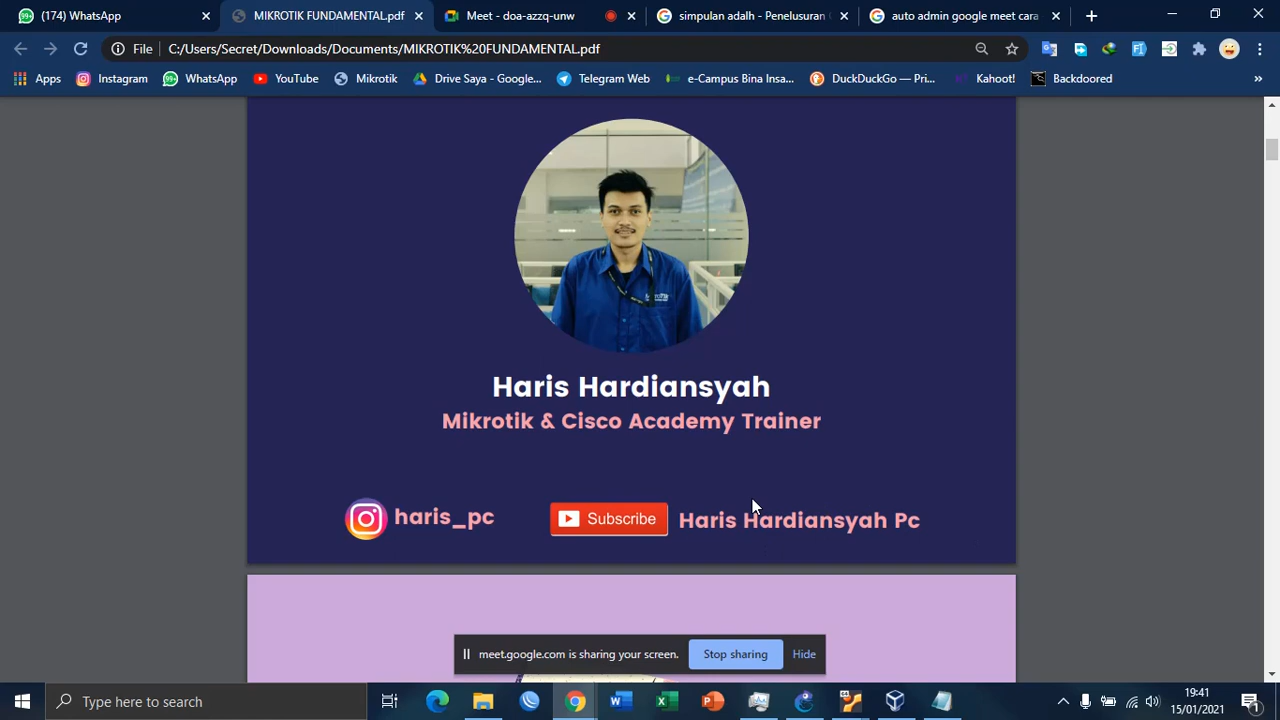 (174) WhatsApp
MIKROTIK FUNDAMENTAL.pdf
Meet - doa-azzq-unw
simpulan adalh - Penelusuran
auto admin google meet cara
File
C:/Users/Secret/Downloads/Documents/MIKROTIK%20FUNDAMENTAL.pdf
Apps
Instagram
WhatsApp
YouTube
Mikrotik
Drive Saya - Google...
Telegram Web
e-Campus Bina Insa...
DuckDuckGo — Pri...
Kahoot!
Backdoored
Haris Hardiansyah
Mikrotik & Cisco Academy Trainer
haris_pc
Subscribe
Haris Hardiansyah Pc
meet.google.com is sharing your screen.
Stop sharing
Hide
Type here to search
19:41
15/01/2021